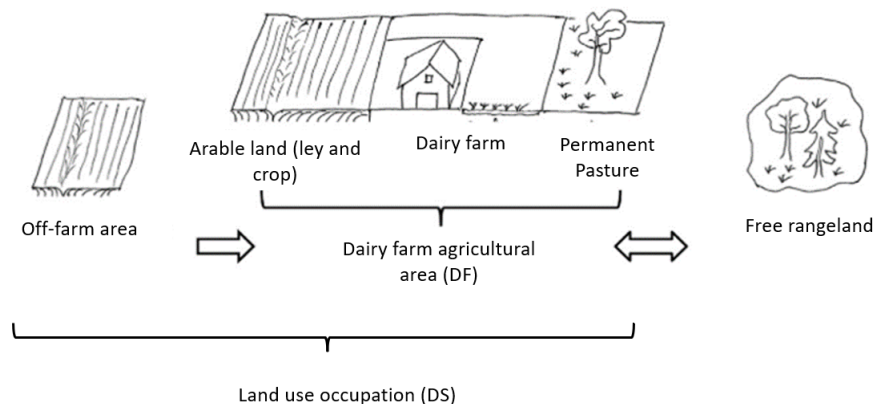 Arable land (ley and
crop)
Dairy farm
Permanent
Pasture
Off-farm area
Dairy farm agricultural
area (DF)
Free rangeland
Land use occupation (DS)